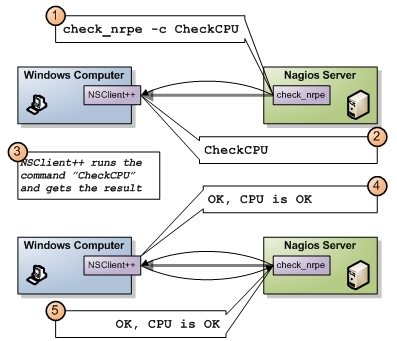 1
check_nrpe -c CheckCPU
Windows Computer
NSClient++
Nagios Server
check_nrpe
2
CheckCPU
3
NSClient++ runs the
command "CheckCPU"
and gets the result
4
OK, CPU is OK
Windows Computer
NSClient++
Nagios Server
check_nrpe
5
OK, CPU is OK